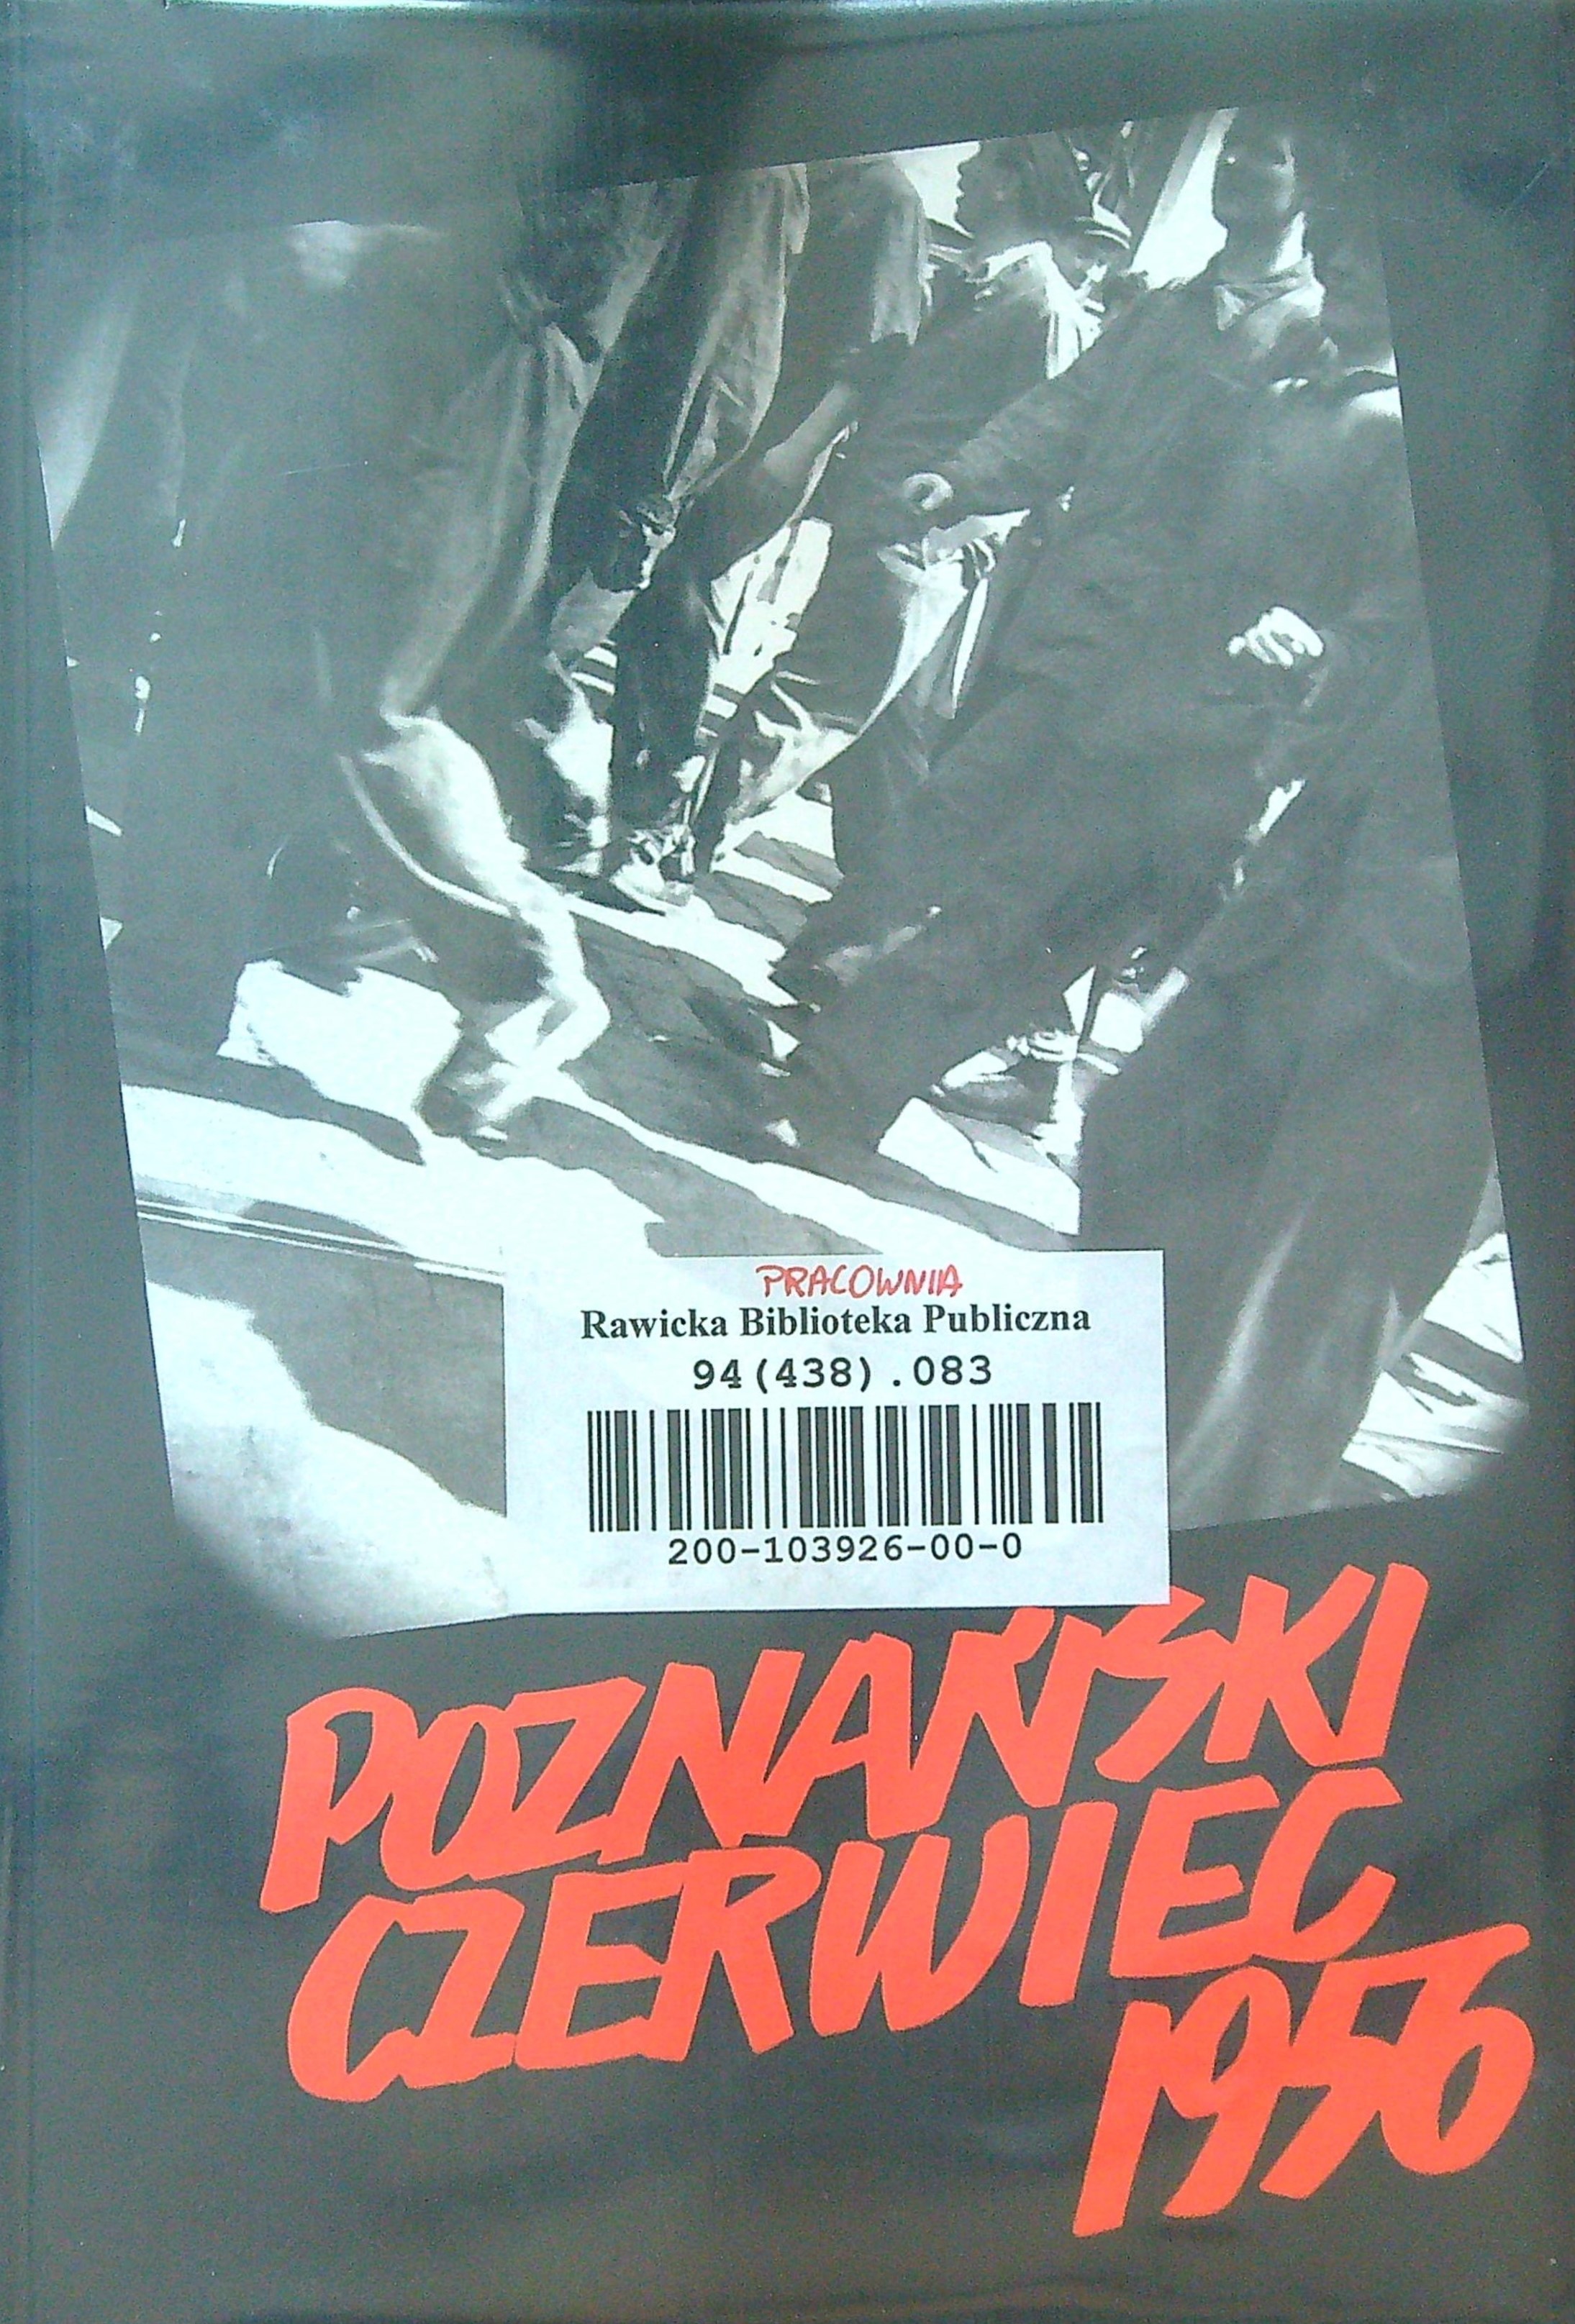 PRACOWNIA
Rawicka Biblioteka Publiczna
94(438).083
200-103926-00-0
POZNAŃSKI
CZERWIEC
1956